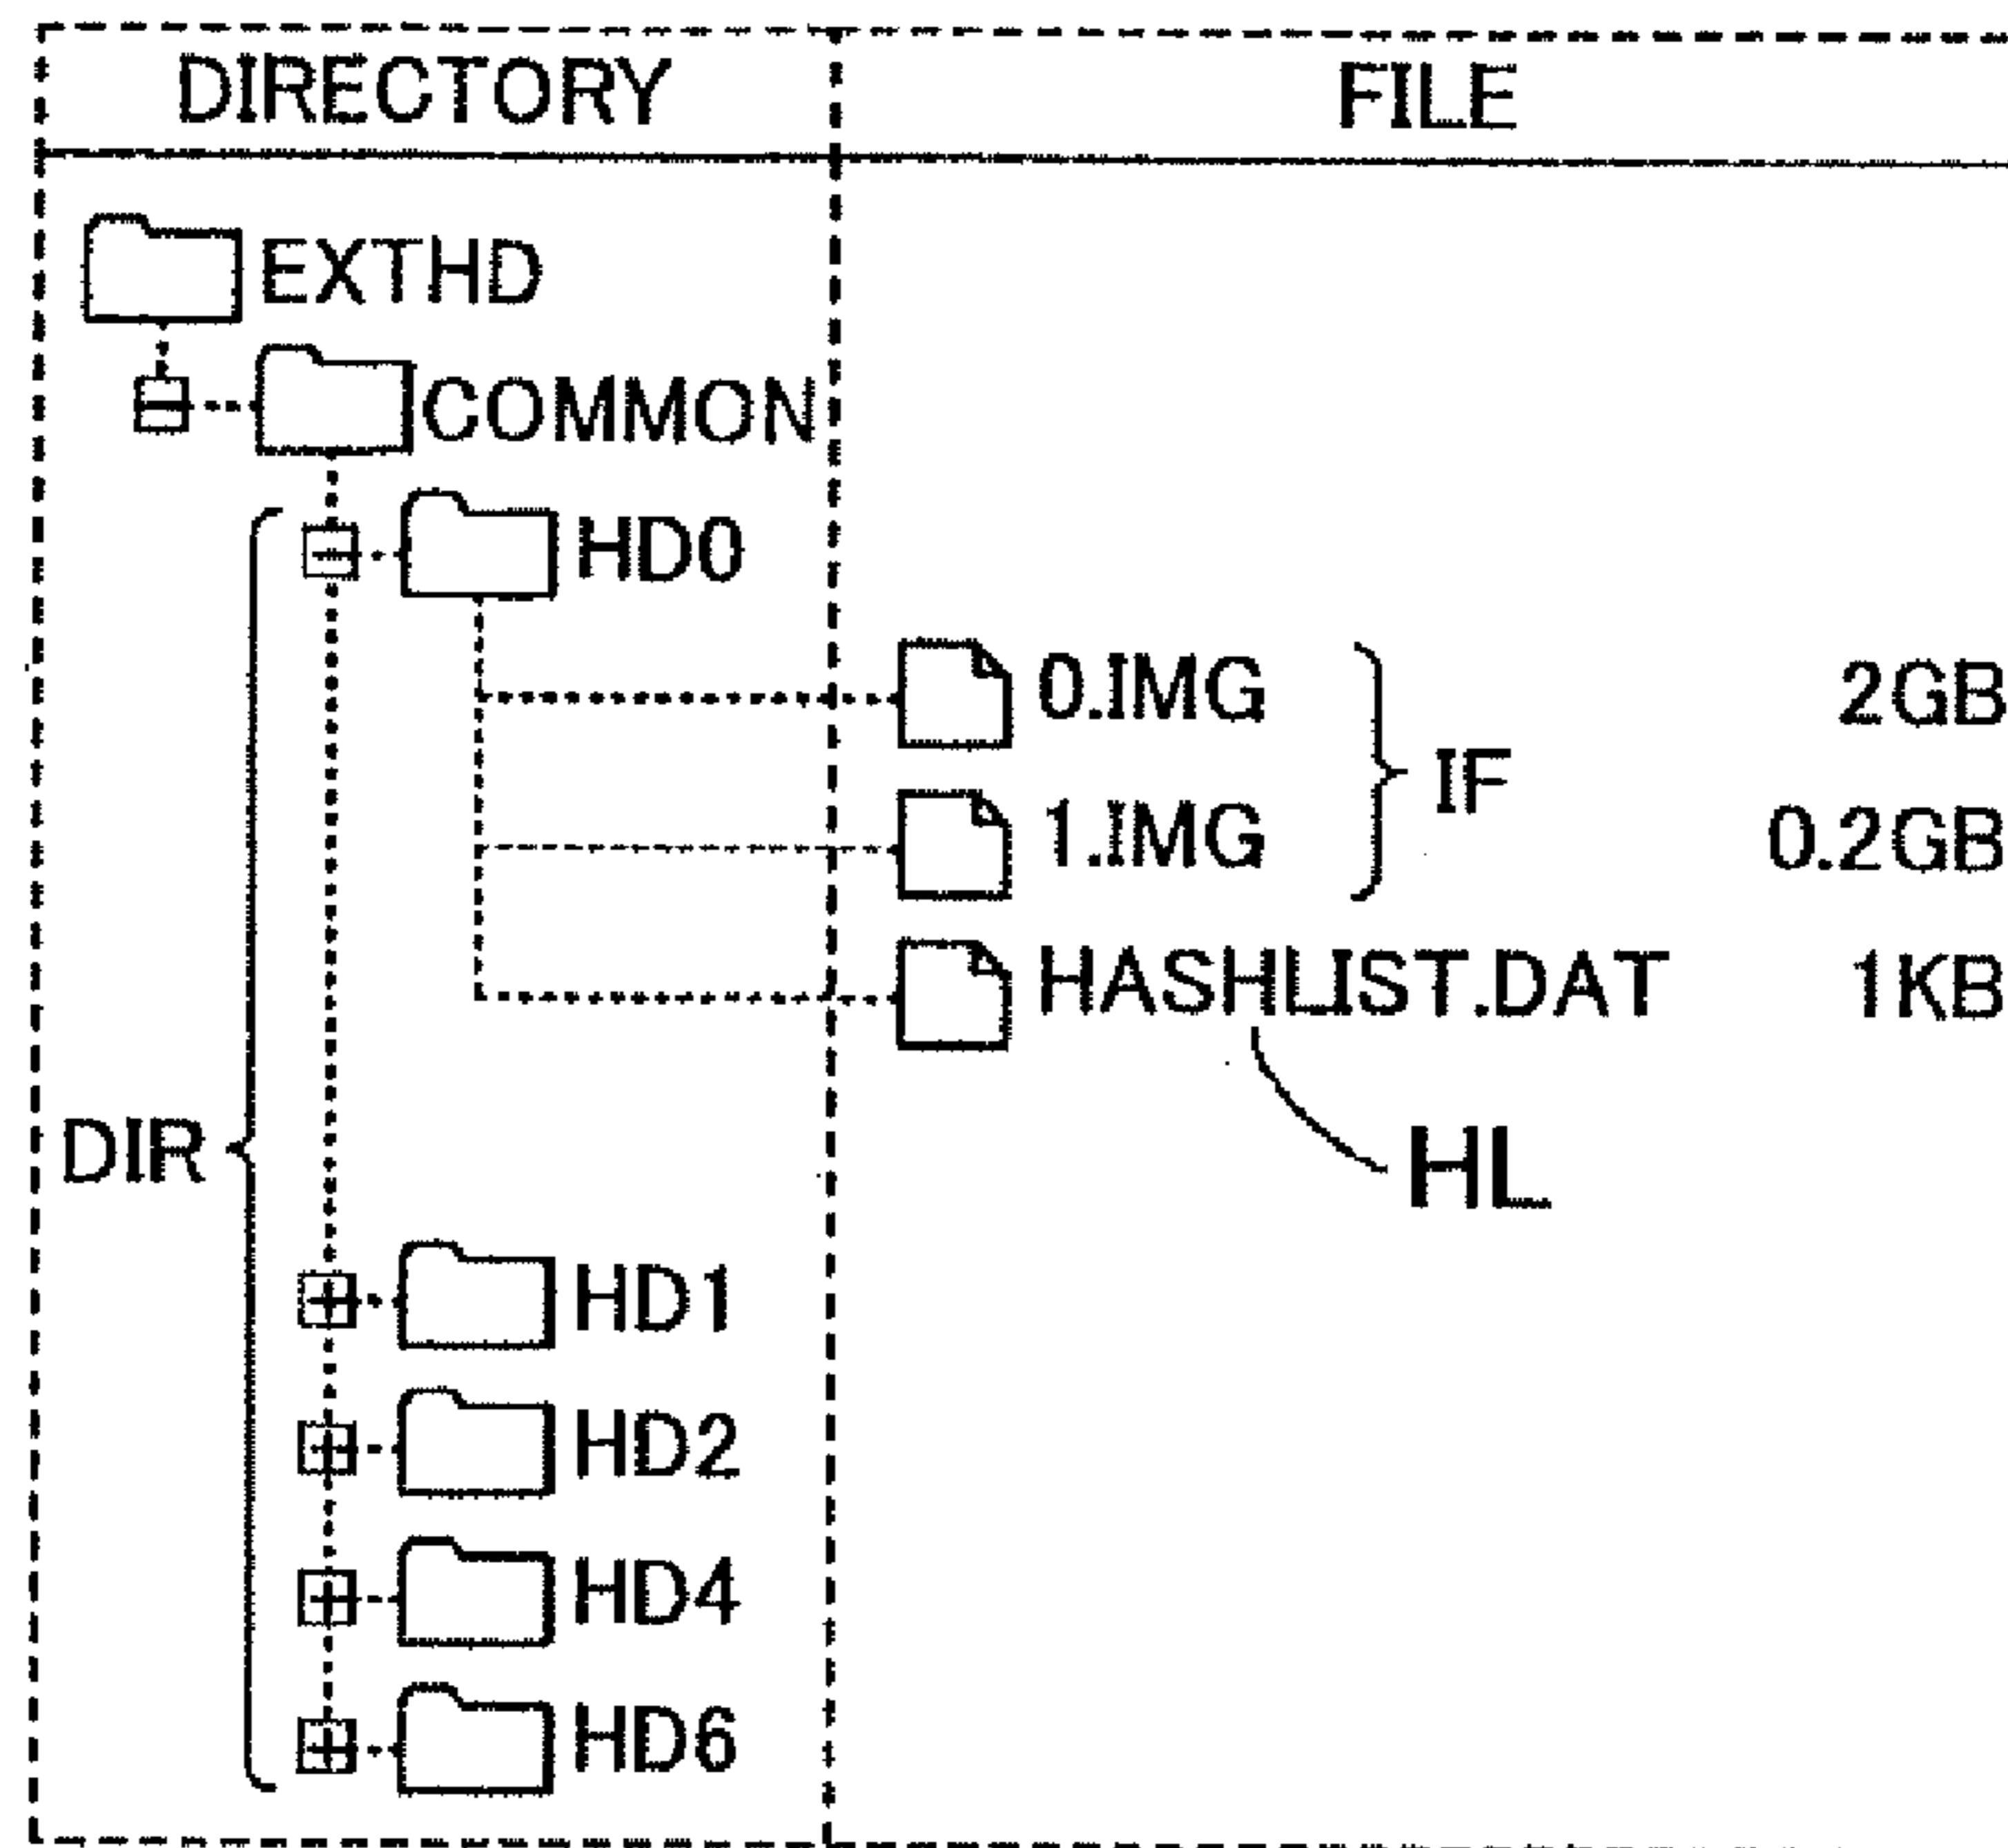 DIRECTORY FILE
EXTHD
COMMON
HD0
0.IMG 2GB
IF
1.IMG 0.2GB
HASHLIST.DAT 1KB
DIR HL
HD1
HD2
HD4
HD6